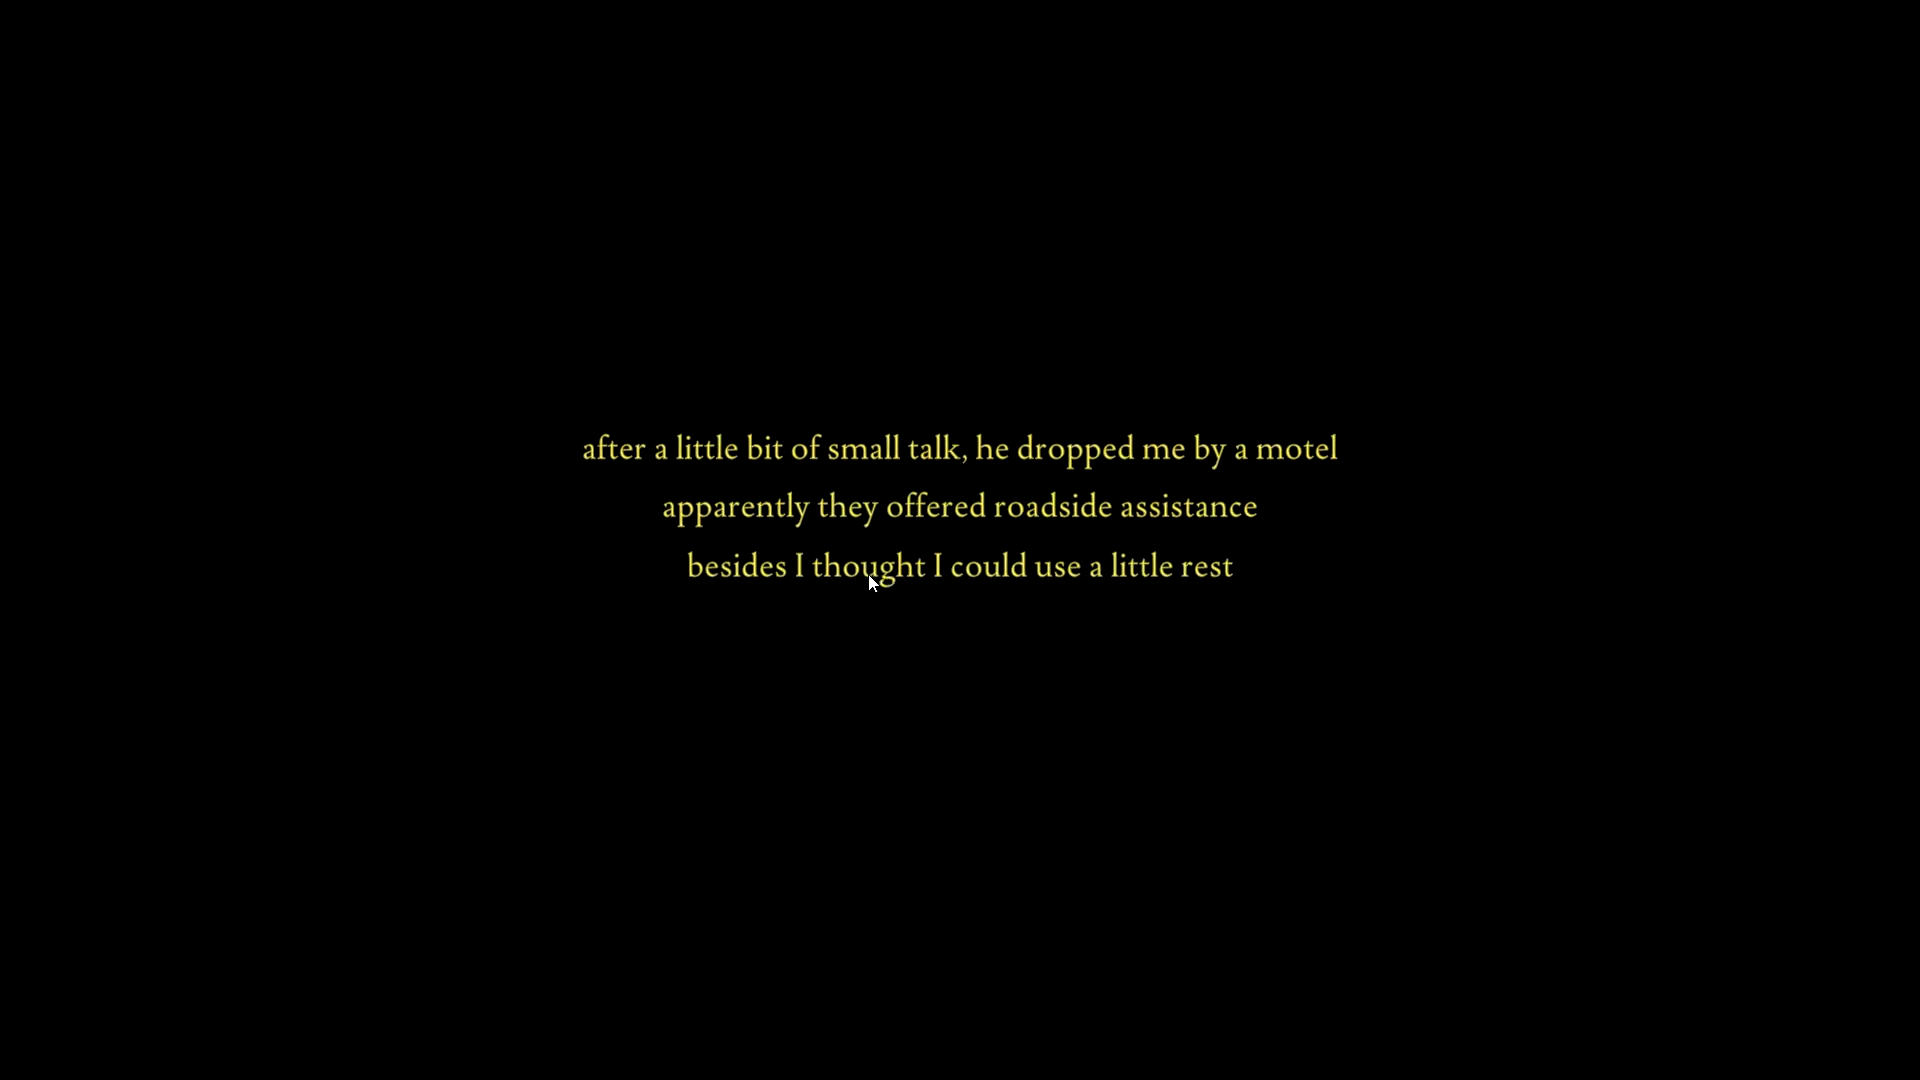 after a little bit of small talk, he dropped me by a motel
apparently they offered roadside assistance
besides I thought I could use a little rest